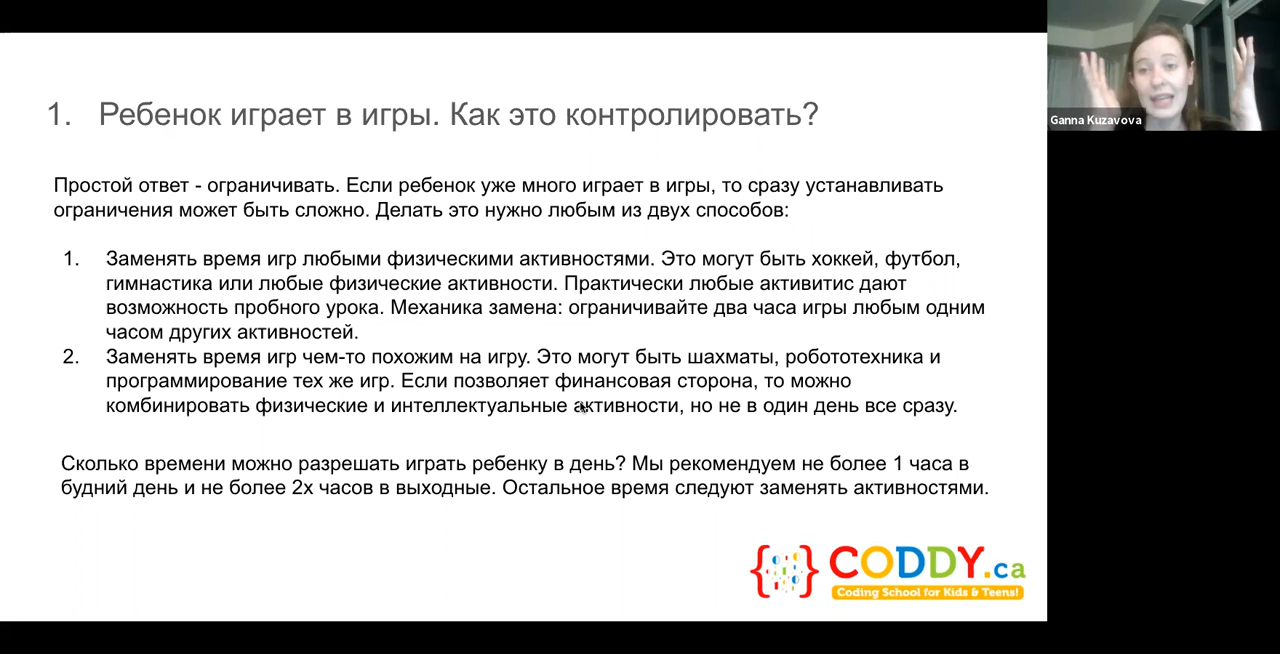 1. Ребенок играет в игры. Как это контролировать?
Простой ответ - ограничивать. Если ребенок уже много играет в игры, то сразу устанавливать
ограничения может быть сложно. Делать это нужно любым из двух способов:
1. Заменять время игр любыми физическими активностями. Это могут быть хоккей, футбол,
гимнастика или любые физические активности. Практически любые активитис дают
возможность пробного урока. Механика замена: ограничивайте два часа игры любым одним
часом других активностей.
2. Заменять время игр чем-то похожим на игру. Это могут быть шахматы, робототехника и
программирование тех же игр. Если позволяет финансовая сторона, то можно
комбинировать физические и интеллектуальные активности, но не в один день все сразу.
Сколько времени можно разрешать играть ребенку в день? Мы рекомендуем не более 1 часа в
будний день и не более 2х часов в выходные. Остальное время следуют заменять активностями.
{ } CODDY.ca
Coding School for Kids & Teens!
Ganna Kuzavova